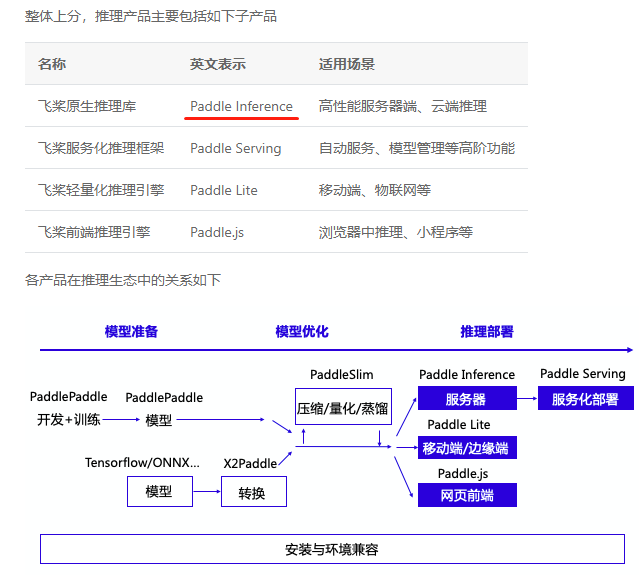 整体上分，推理产品主要包括如下子产品
名称 英文表示 适用场景
飞桨原生推理库 Paddle Inference 高性能服务器端、云端推理
飞桨服务化推理框架 Paddle Serving 自动服务、模型管理等高阶功能
飞桨轻量化推理引擎 Paddle Lite 移动端、物联网等
飞桨前端推理引擎 Paddle.js 浏览器中推理、小程序等
各产品在推理生态中的关系如下
模型准备 模型优化 推理部署
PaddleSlim Paddle Inference Paddle Serving
PaddlePaddle PaddlePaddle 压缩/量化/蒸馏 服务器 服务化部署
开发+训练 模型 Paddle Lite
移动端/边缘端
Tensorflow/ONNX... X2Paddle Paddle.js
模型 转换 网页前端
安装与环境兼容